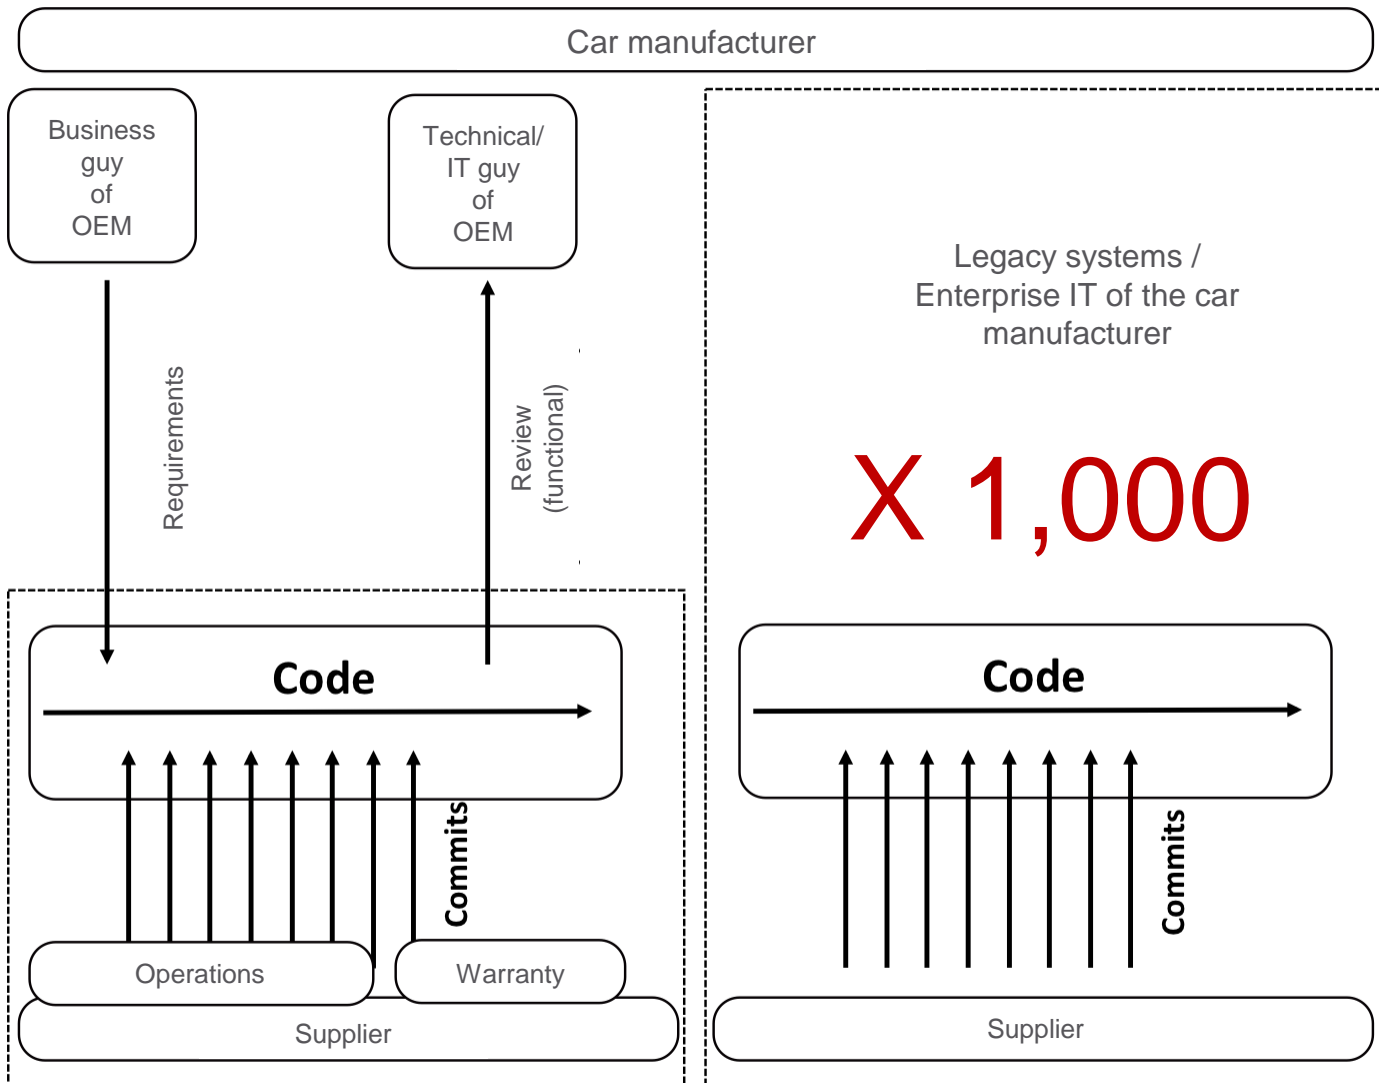 Car manufacturer
Business
guy
of
OEM
Technical/
IT guy
of
OEM
Requirements
Review
(functional)
Code
Commits
Operations
Warranty
Supplier
Legacy systems /
Enterprise IT of the car
manufacturer
X 1,000
Code
Commits
Supplier